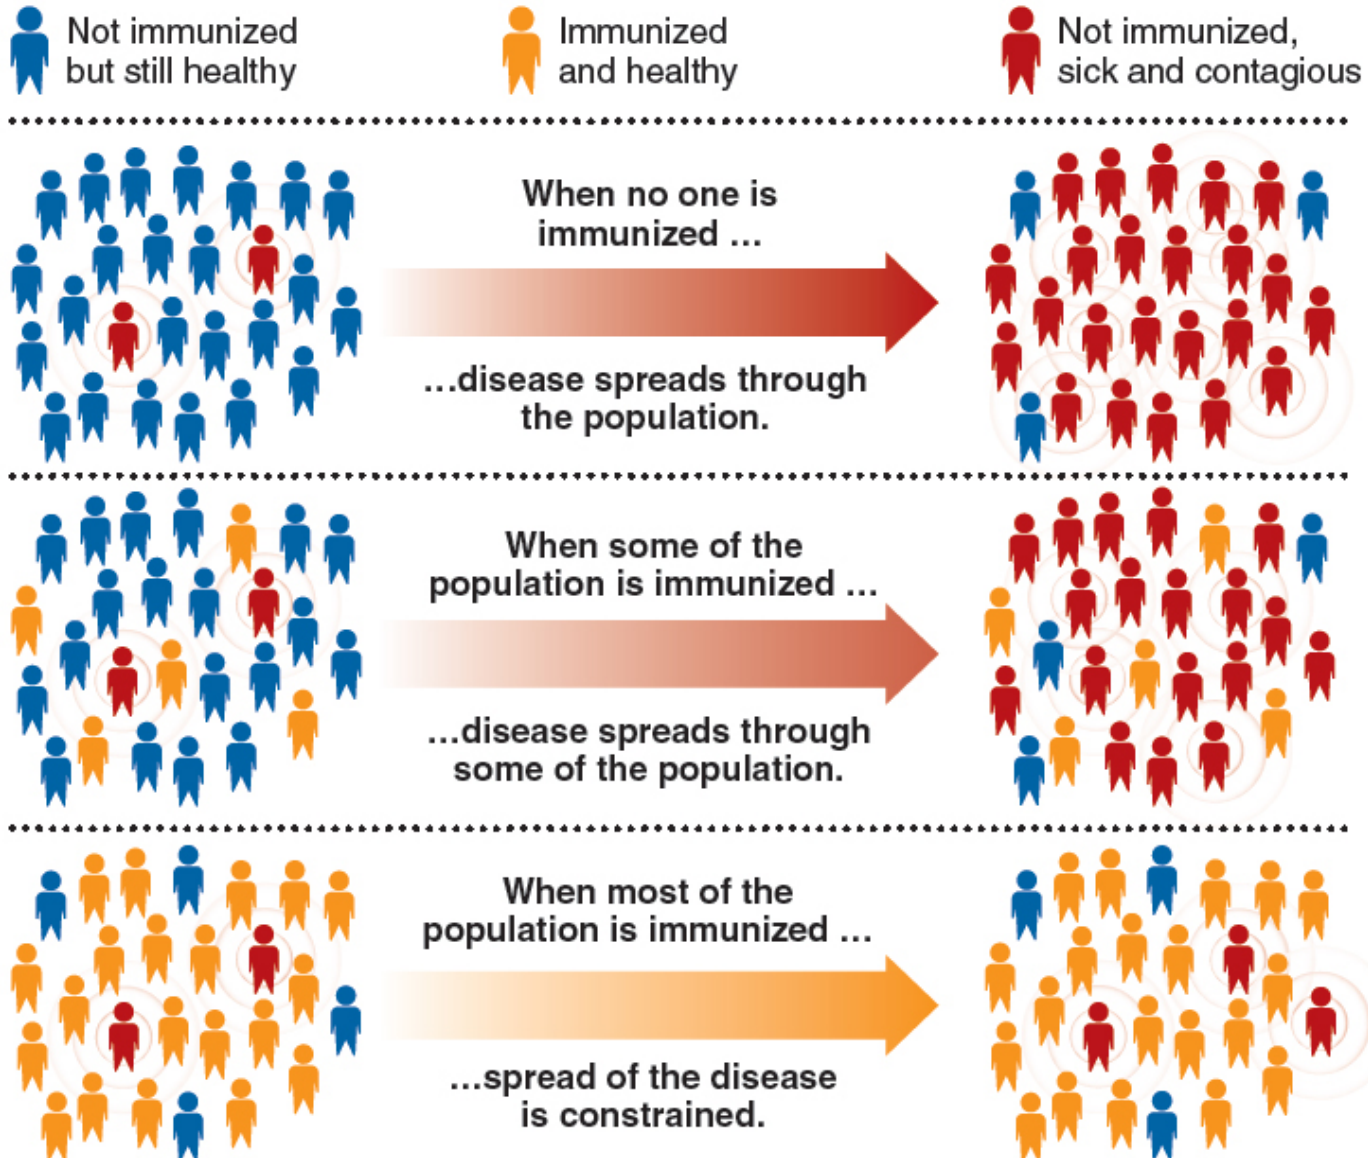 Not immunized
but still healthy
Immunized
and healthy
Not immunized,
sick and contagious
When no one is
immunized ...
...disease spreads through
the population.
When some of the
population is immunized ...
...disease spreads through
some of the population.
When most of the
population is immunized ...
...spread of the disease
is constrained.